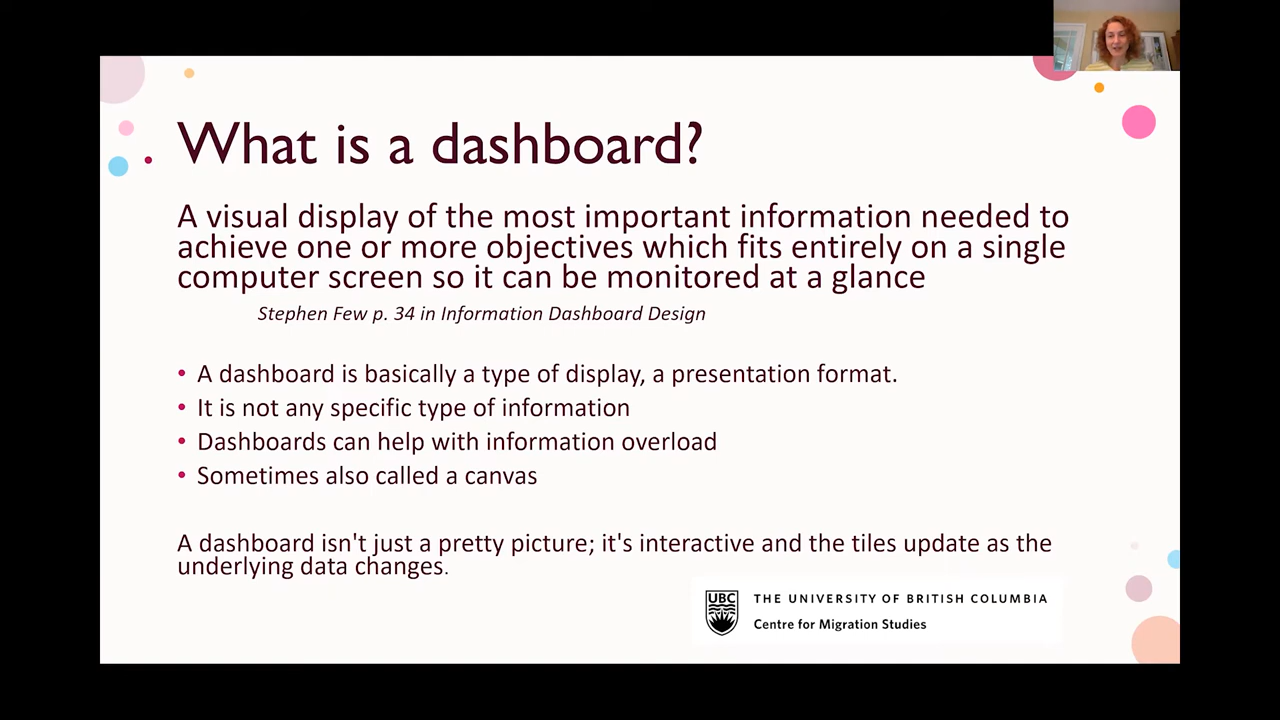 What is a dashboard?
A visual display of the most important information needed to
achieve one or more objectives which fits entirely on a single
computer screen so it can be monitored at a glance
Stephen Few p. 34 in Information Dashboard Design
• A dashboard is basically a type of display, a presentation format.
• It is not any specific type of information
• Dashboards can help with information overload
• Sometimes also called a canvas
A dashboard isn't just a pretty picture; it's interactive and the tiles update as the
underlying data changes.
UBC
THE UNIVERSITY OF BRITISH COLUMBIA
Centre for Migration Studies